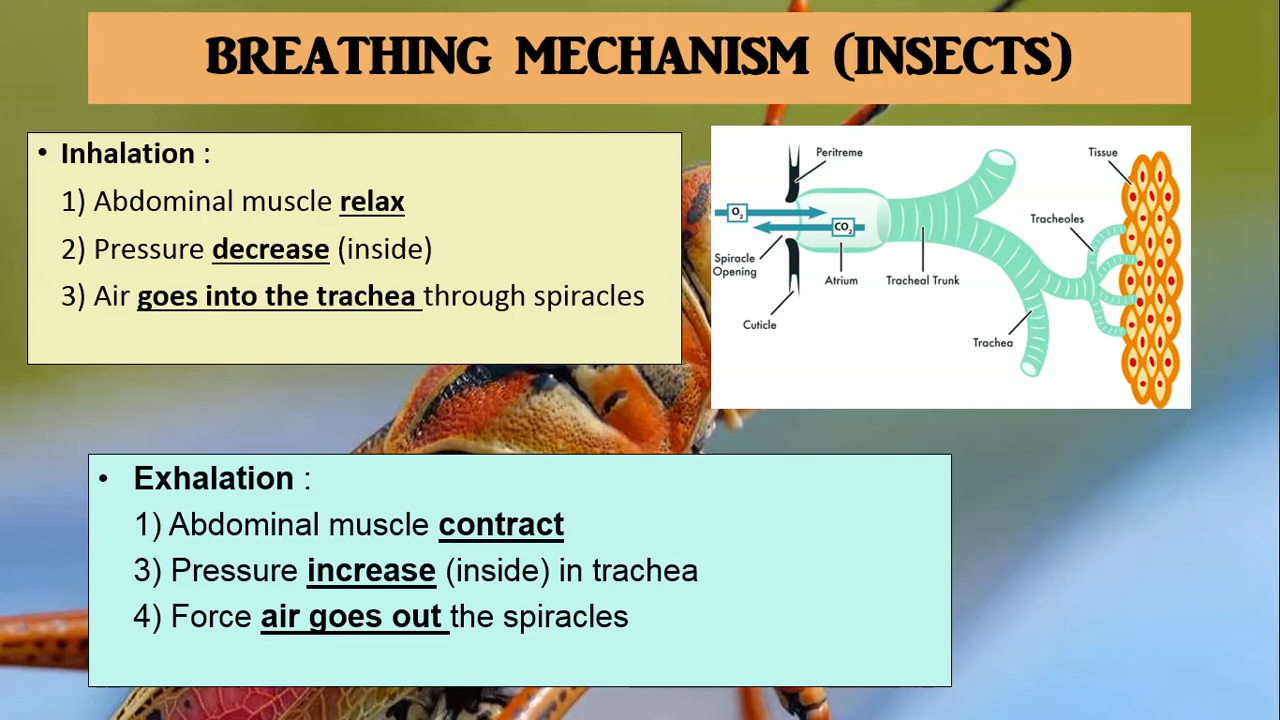 BREATHING MECHANISM (INSECTS)
• Inhalation :
1) Abdominal muscle relax
2) Pressure decrease (inside)
3) Air goes into the trachea through spiracles
Peritreme
O2
CO2
Spiracle
Opening
Atrium
Tracheal Trunk
Cuticle
Trachea
Tracheoles
Tissue
• Exhalation :
1) Abdominal muscle contract
3) Pressure increase (inside) in trachea
4) Force air goes out the spiracles